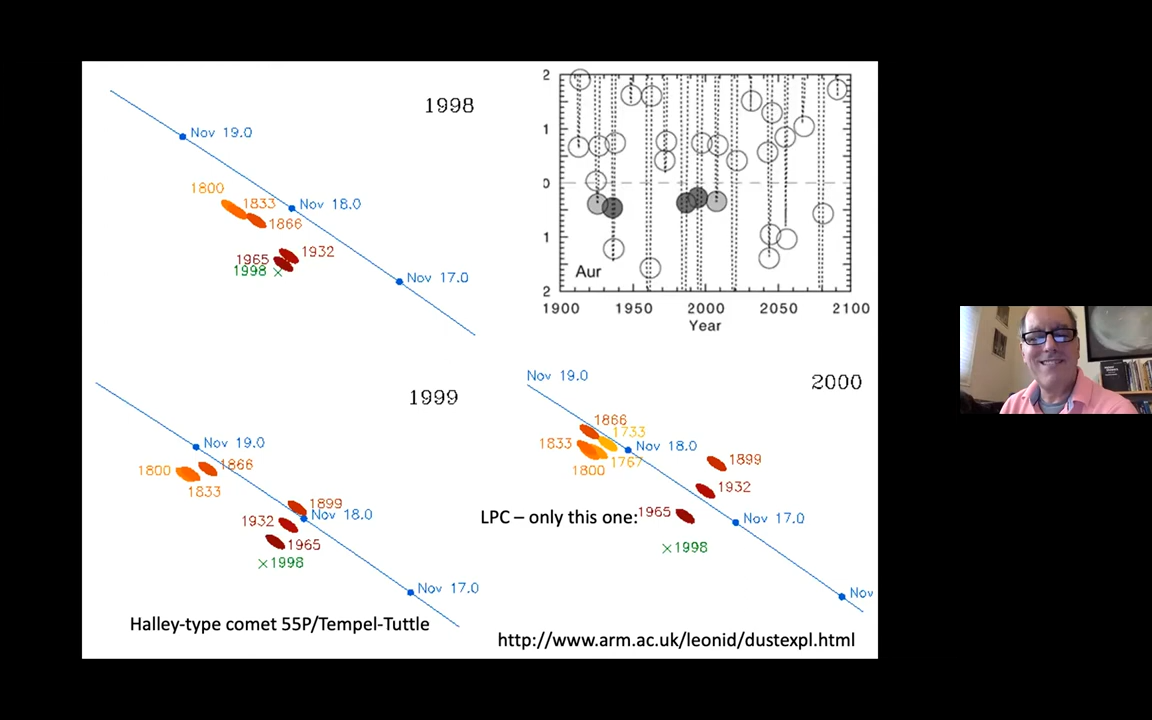 1998
Nov 19.0
1800
1833
Nov 18.0
1866
1965
1932
1998
Nov 17.0
2
1
0
1
2
Aur
1900
1950
2000
2050
2100
Year
1999
Nov 19.0
1800
1866
1833
1899
Nov 18.0
1932
1965
1998
Nov 17.0
Halley-type comet 55P/Tempel-Tuttle
2000
Nov 19.0
1866
1733
1833
Nov 18.0
1767
1800
1899
1932
LPC – only this one:
1965
Nov 17.0
1998
Nov
http://www.arm.ac.uk/leonid/dustexpl.html